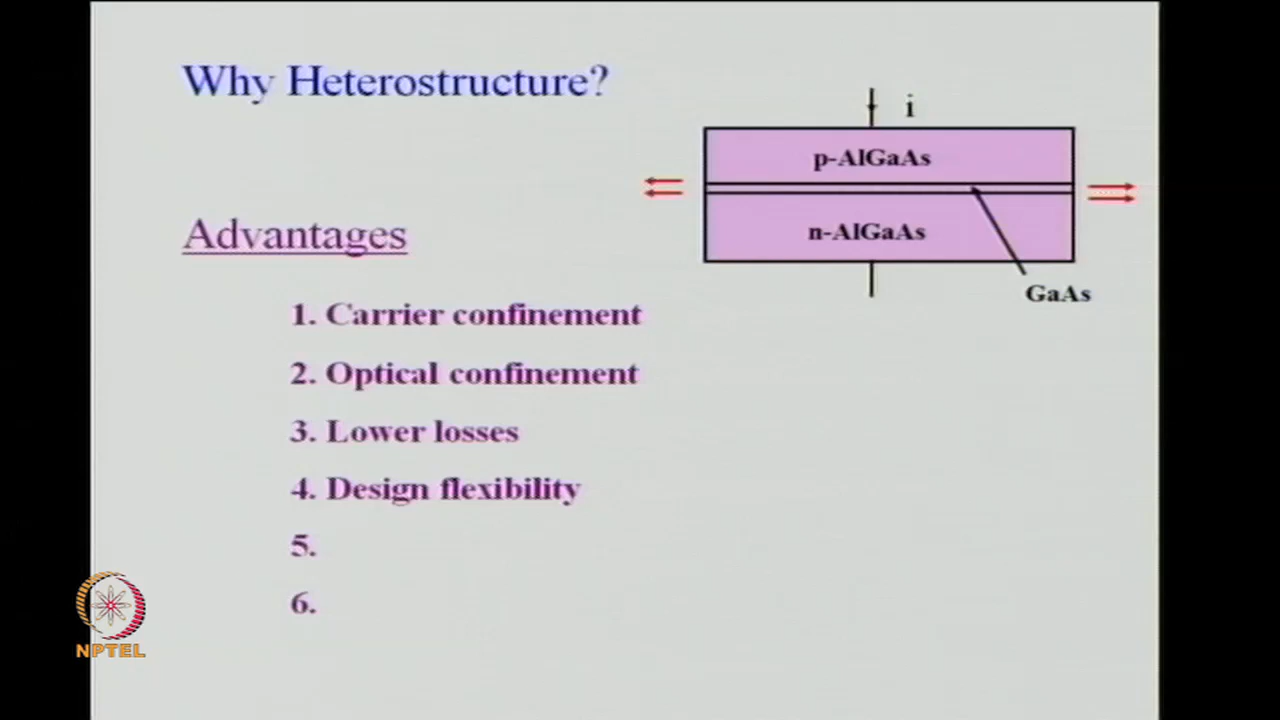 Why Heterostructure?
i
p-AlGaAs
n-AlGaAs
GaAs
Advantages
1. Carrier confinement
2. Optical confinement
3. Lower losses
4. Design flexibility
5.
6.
NPTEL